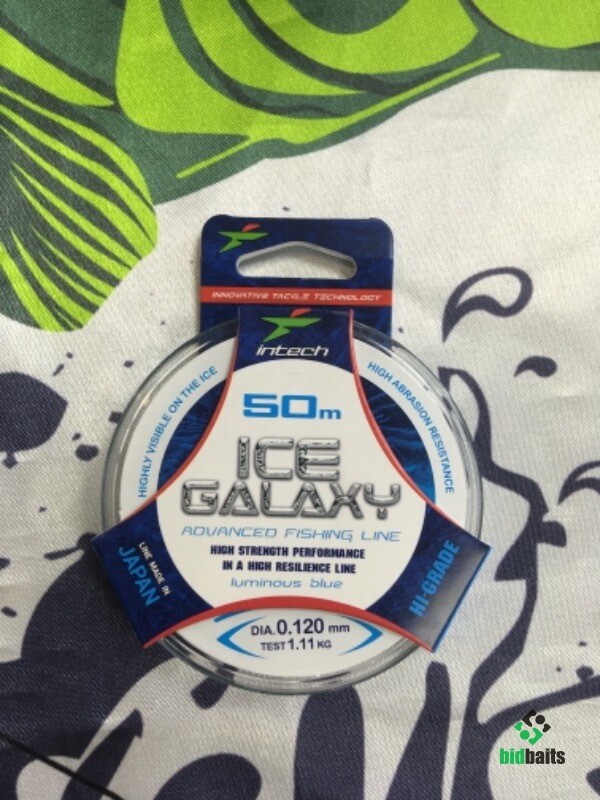 INNOVATIVE TACKLE TECHNOLOGY
intech
HIGHLY VISIBLE ON THE ICE
HIGH ABRASION RESISTANCE
50m
ICE
GALAXY
ADVANCED FISHING LINE
HIGH STRENGTH PERFORMANCE
IN A HIGH RESILIENCE LINE
luminous blue
LINE MADE IN
JAPAN
HI-GRADE
DIA.0.120 mm
TEST 1.11 KG
bidbaits